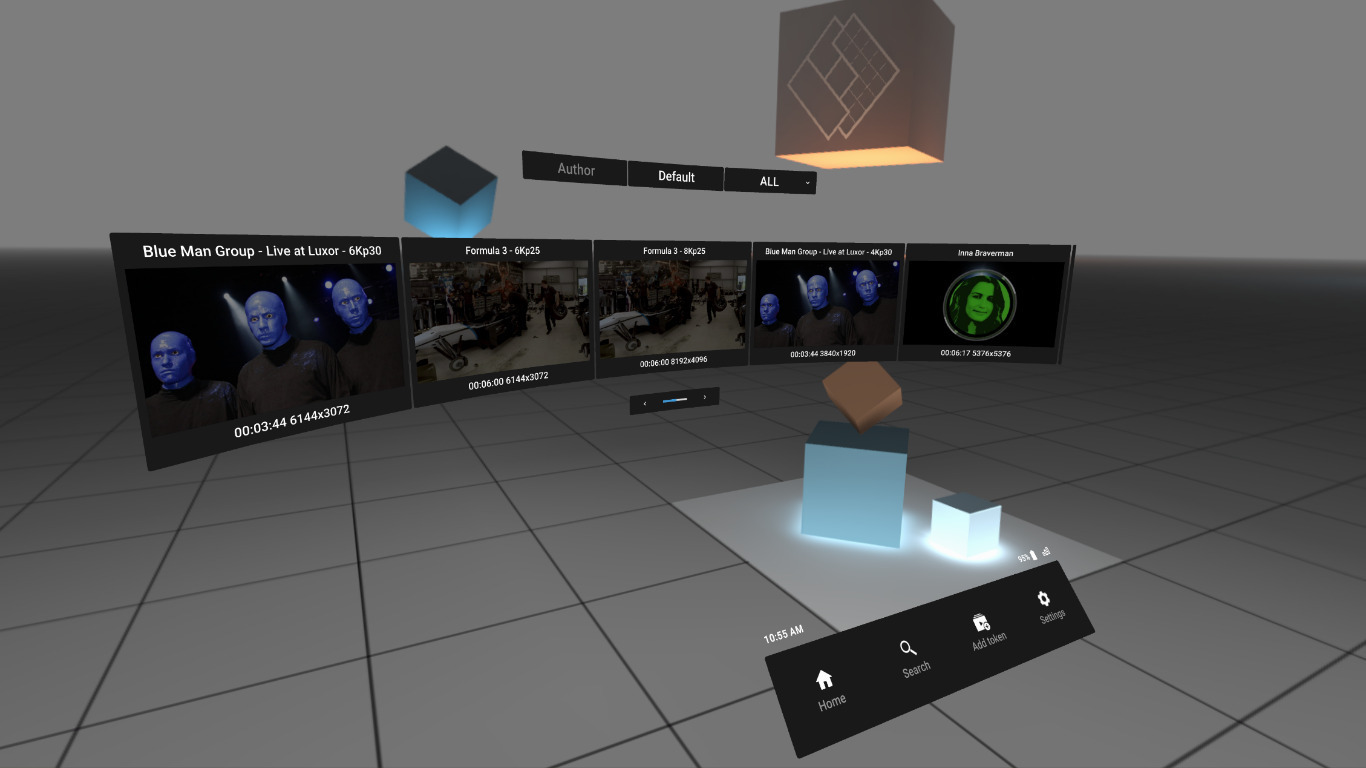 Author
Default
ALL
Blue Man Group - Live at Luxor - 6Kp30
00:03:44 6144x3072
Formula 3 - 6Kp25
00:06:00 6144x3072
Formula 3 - 8Kp25
00:06:00 8192x4096
Blue Man Group - Live at Luxor - 4Kp30
00:03:44 3840x1920
Inna Braverman
00:06:17 5376x5376
95%
10:55 AM
Home
Search
Add token
Settings